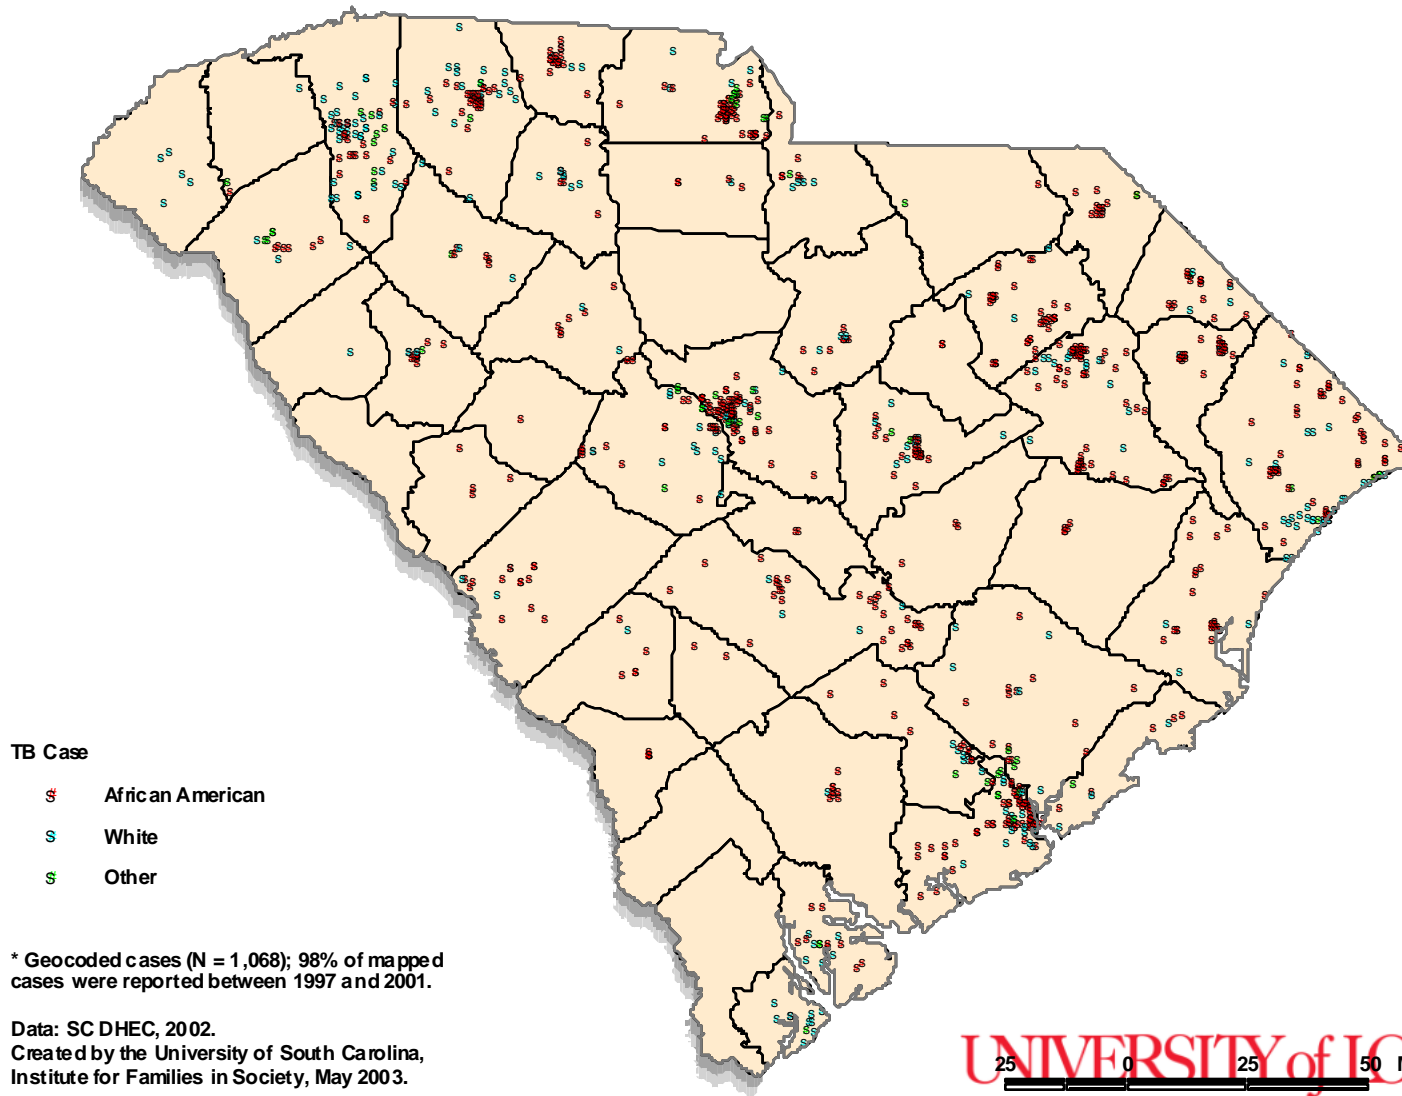 TB Case
African American
White
Other
* Geocoded cases (N = 1,068); 98% of mapped
cases were reported between 1997 and 2001.
Data: SC DHEC, 2002.
Created by the University of South Carolina,
Institute for Families in Society, May 2003.
UNIVERSITY of
25 0 25 50